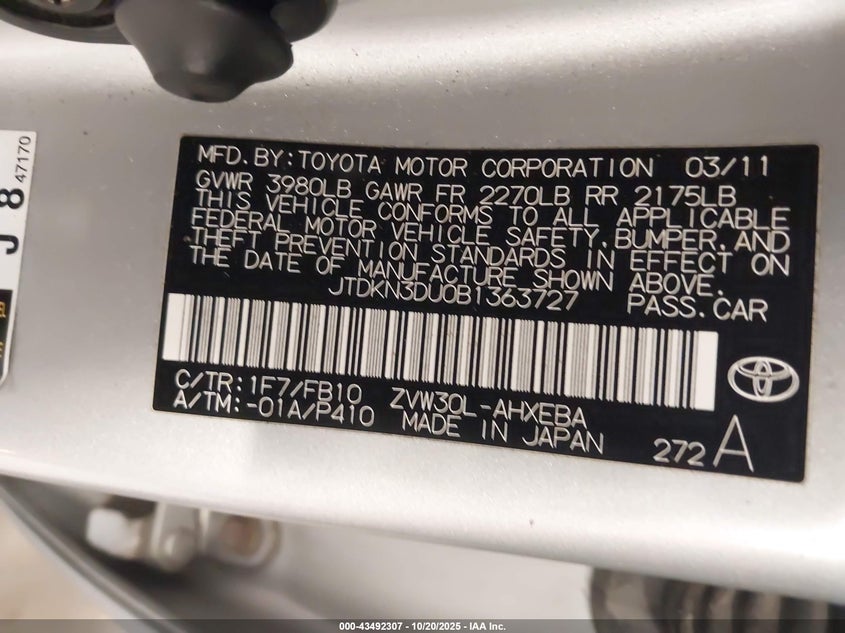 MFD. BY: TOYOTA MOTOR CORPORATION 03/11
GVWR 3980LB GAWR FR 2270LB RR 2175LB
THIS VEHICLE CONFORMS TO ALL APPLICABLE
FEDERAL MOTOR VEHICLE SAFETY, BUMPER, AND
THEFT PREVENTION STANDARDS IN EFFECT ON
THE DATE OF MANUFACTURE SHOWN ABOVE.
JTDKN3DU0B1363727 PASS. CAR
C/TR: 1F7/FB10 ZVW30L-AHXEBA
A/TM: -01A/P410 MADE IN JAPAN 272 A
J 8 47170
000-43492307 - 10/20/2025 - IAA Inc.